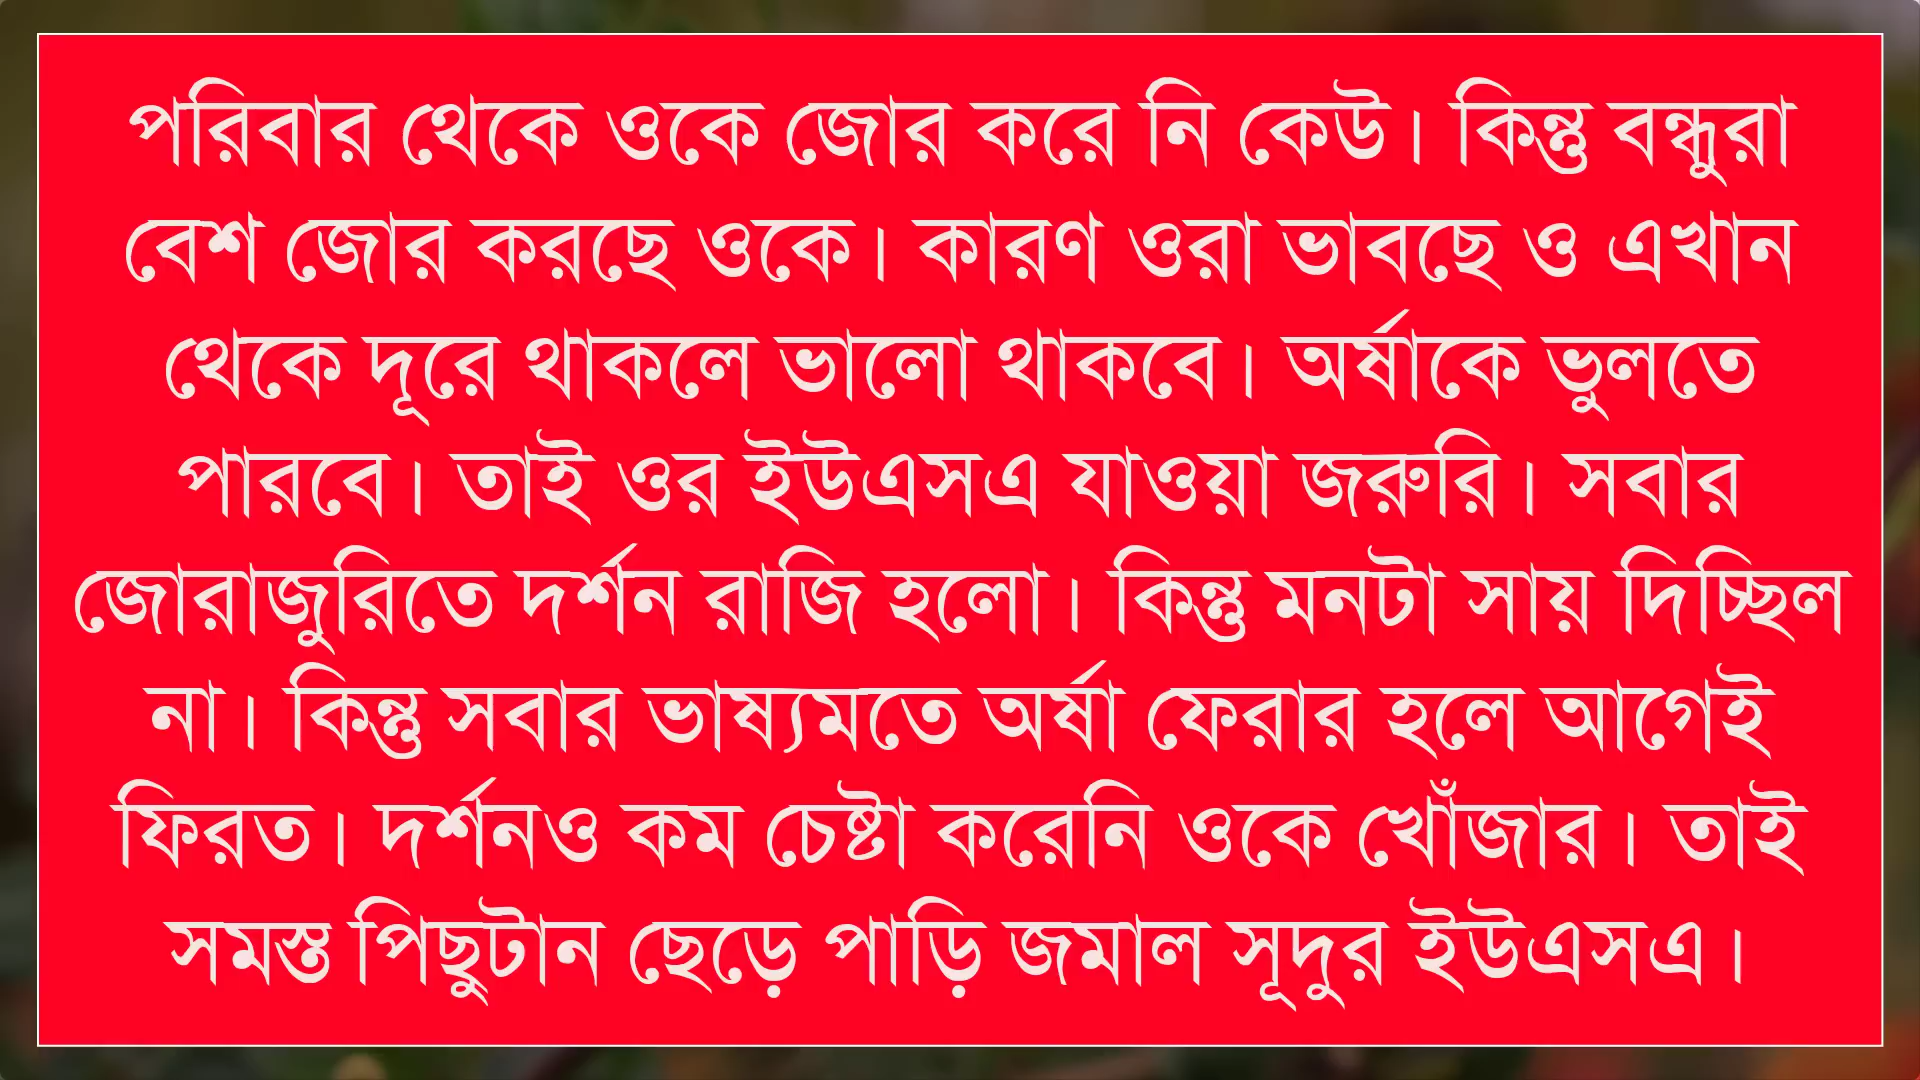 পরিবার থেকে ওকে জোর করে নি কেউ। কিন্তু বন্ধুরা
বেশ জোর করছে ওকে। কারণ ওরা ভাবছে ও এখান
থেকে দূরে থাকলে ভালো থাকবে। অর্ষাকে ভুলতে
পারবে। তাই ওর ইউএসএ যাওয়া জরুরি। সবার
জোরাজুরিতে দর্শন রাজি হলো। কিন্তু মনটা সায় দিচ্ছিল
না। কিন্তু সবার ভাষ্যমতে অর্ষা ফেরার হলে আগেই
ফিরত। দর্শনও কম চেষ্টা করেনি ওকে খোঁজার। তাই
সমস্ত পিছুটান ছেড়ে পাড়ি জমাল সূদুর ইউএসএ।